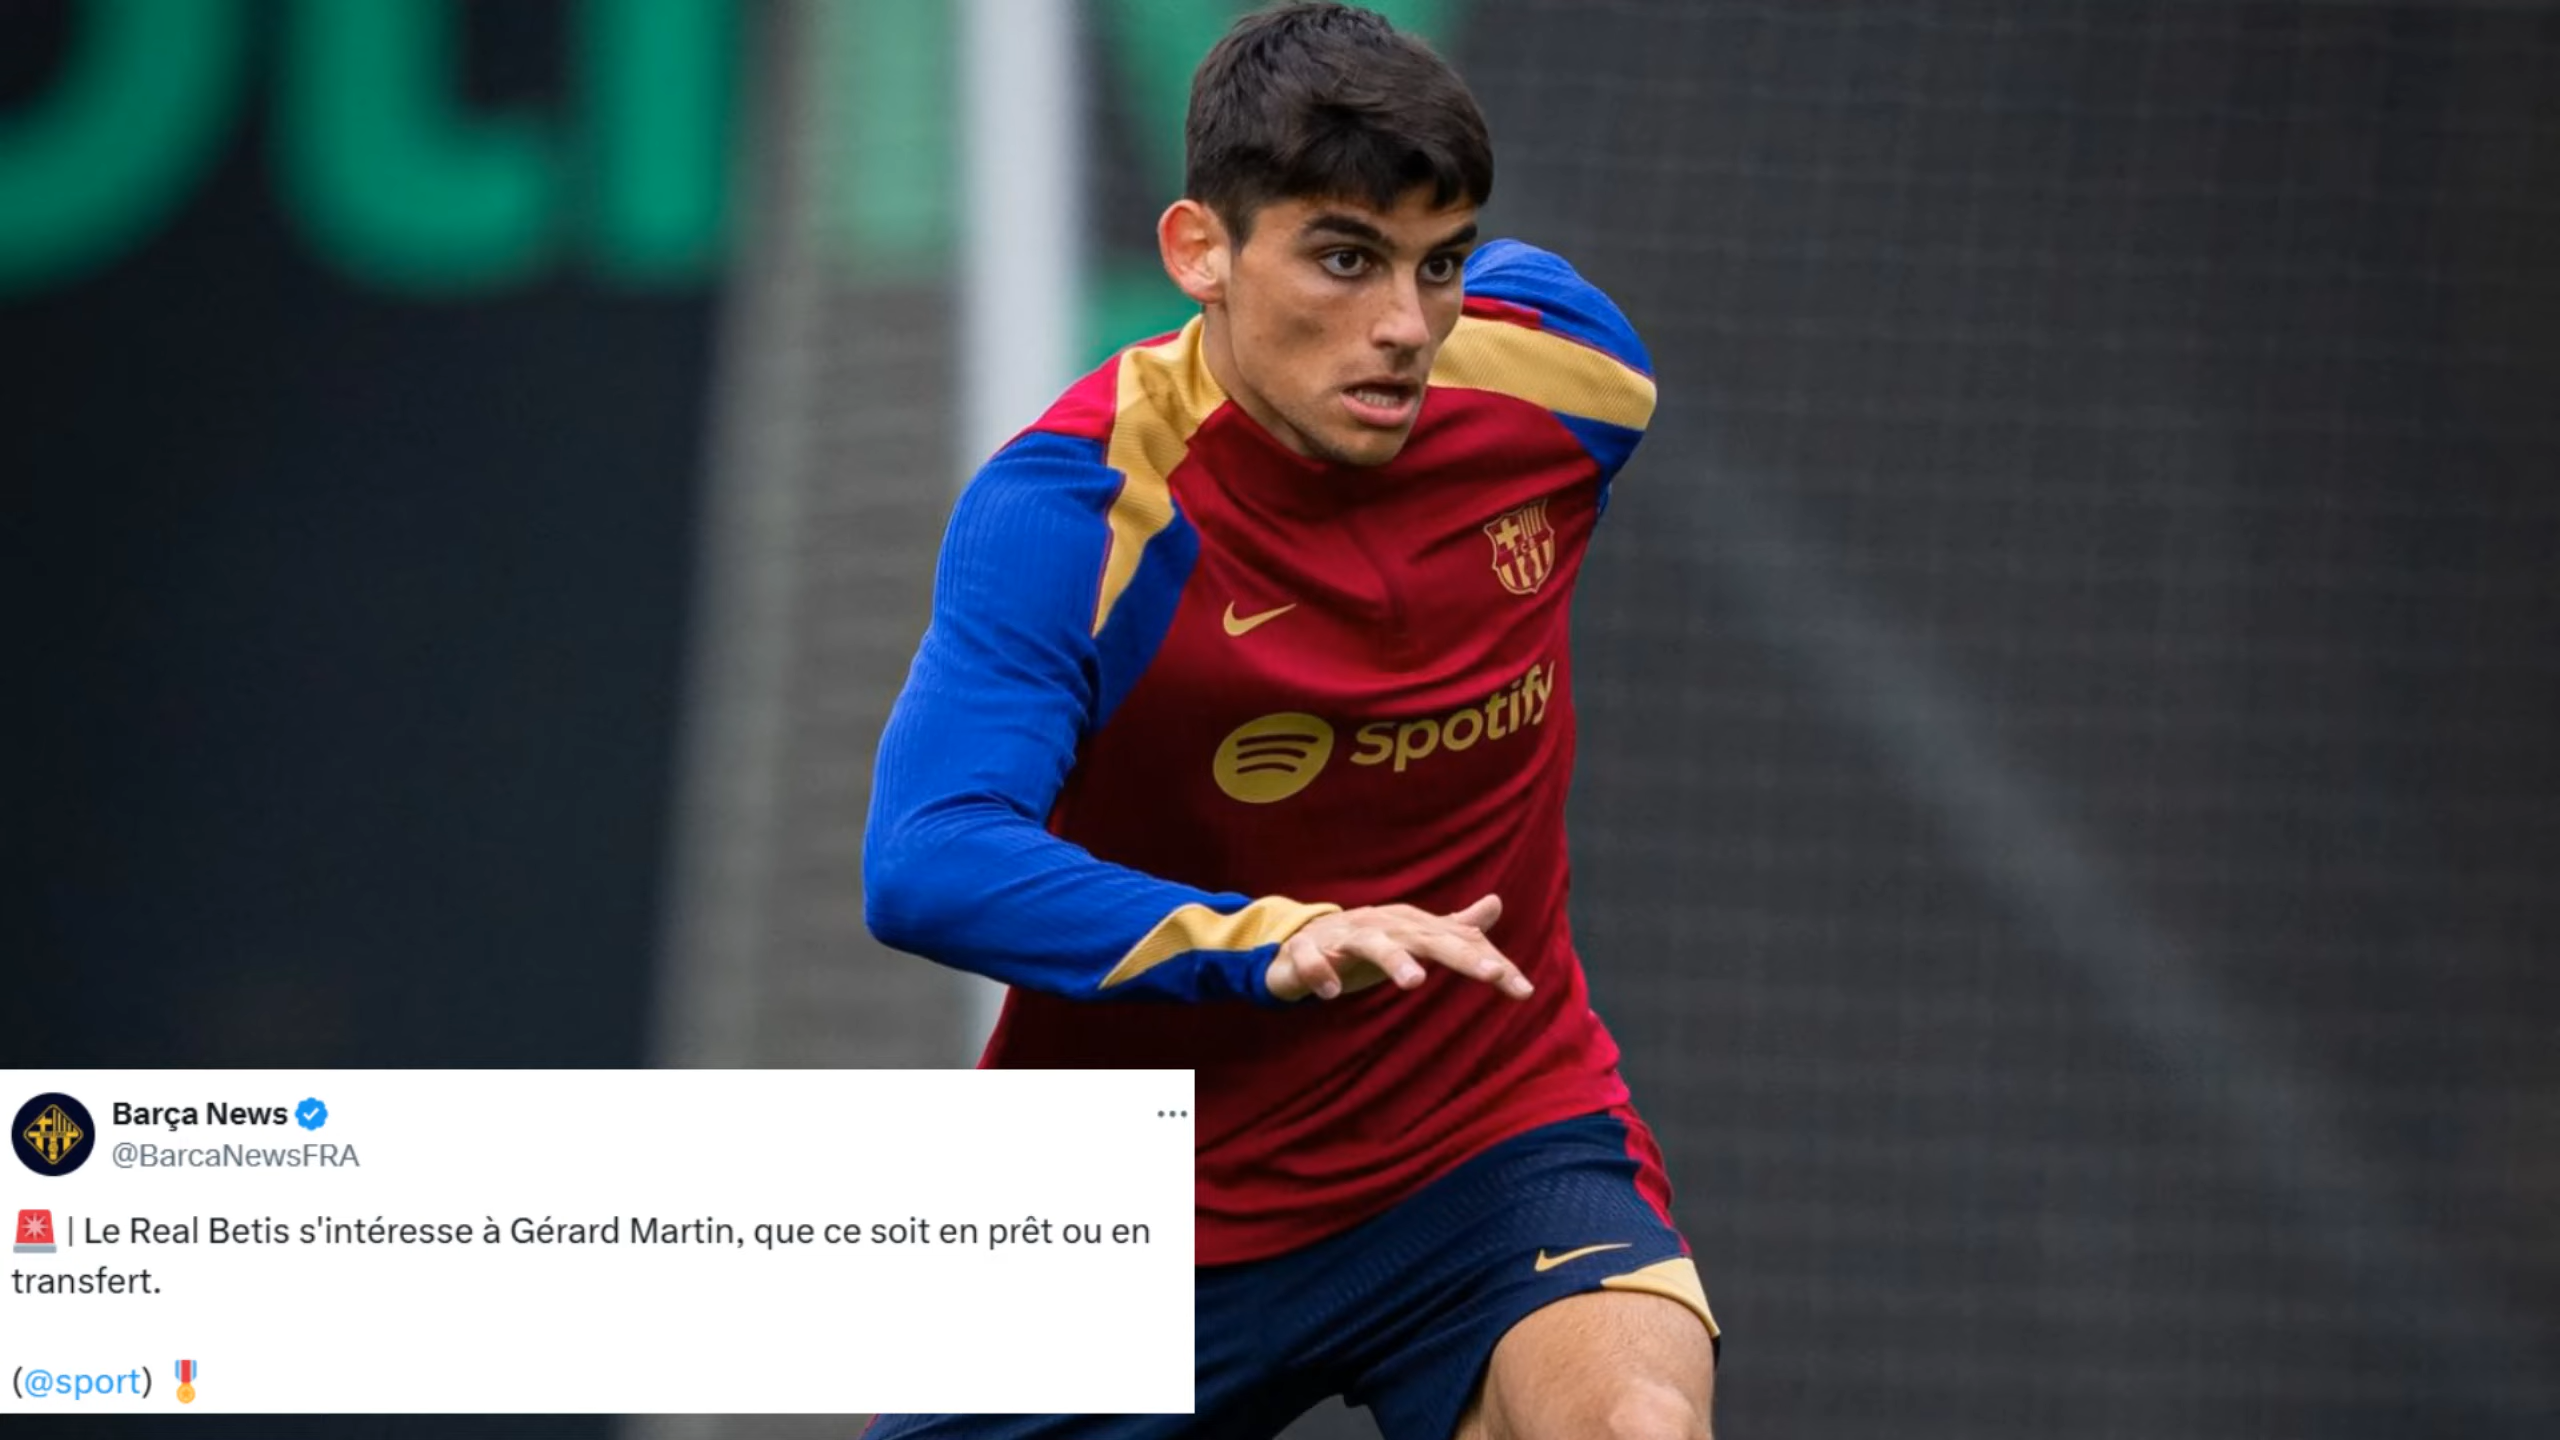 Spotify
Barça News
@BarcaNewsFRA
🚨 | Le Real Betis s'intéresse à Gérard Martin, que ce soit en prêt ou en
transfert.
(@sport) 🎖️